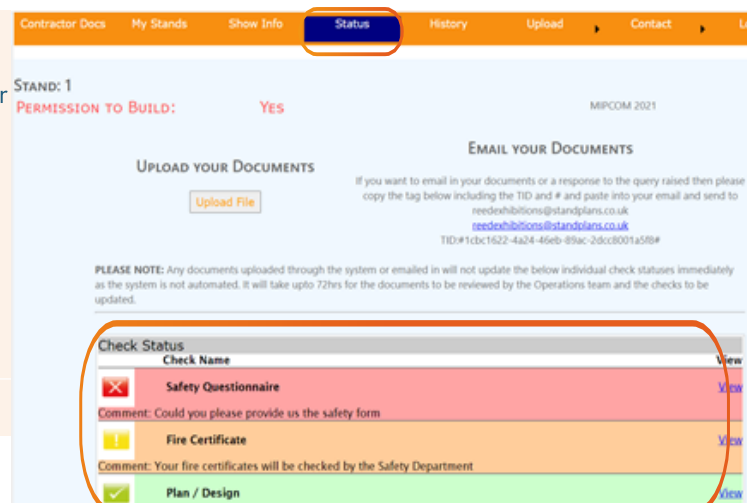 Contractor Docs My Stands Show Info Status History Upload Contact
r
STAND: 1
PERMISSION TO BUILD: YES
MIPCOM 2021
EMAIL YOUR DOCUMENTS
UPLOAD YOUR DOCUMENTS
Upload File
If you want to email in your documents or a response to the query raised then please
copy the tag below including the TID and # and paste into your email and send to
reedexhibitions@standplans.co.uk
reedexhibitions@standplans.co.uk
TID:#1cbc1622-4a24-46eb-89ac-2dcc8001a5f8#
PLEASE NOTE: Any documents uploaded through the system or emailed in will not update the below individual check statuses immediately
as the system is not automated. It will take upto 72hrs for the documents to be reviewed by the Operations team and the checks to be
updated.
Check Status
Check Name View
Safety Questionnaire View
Comment: Could you please provide us the safety form
Fire Certificate View
Comment: Your fire certificates will be checked by the Safety Department
Plan / Design View